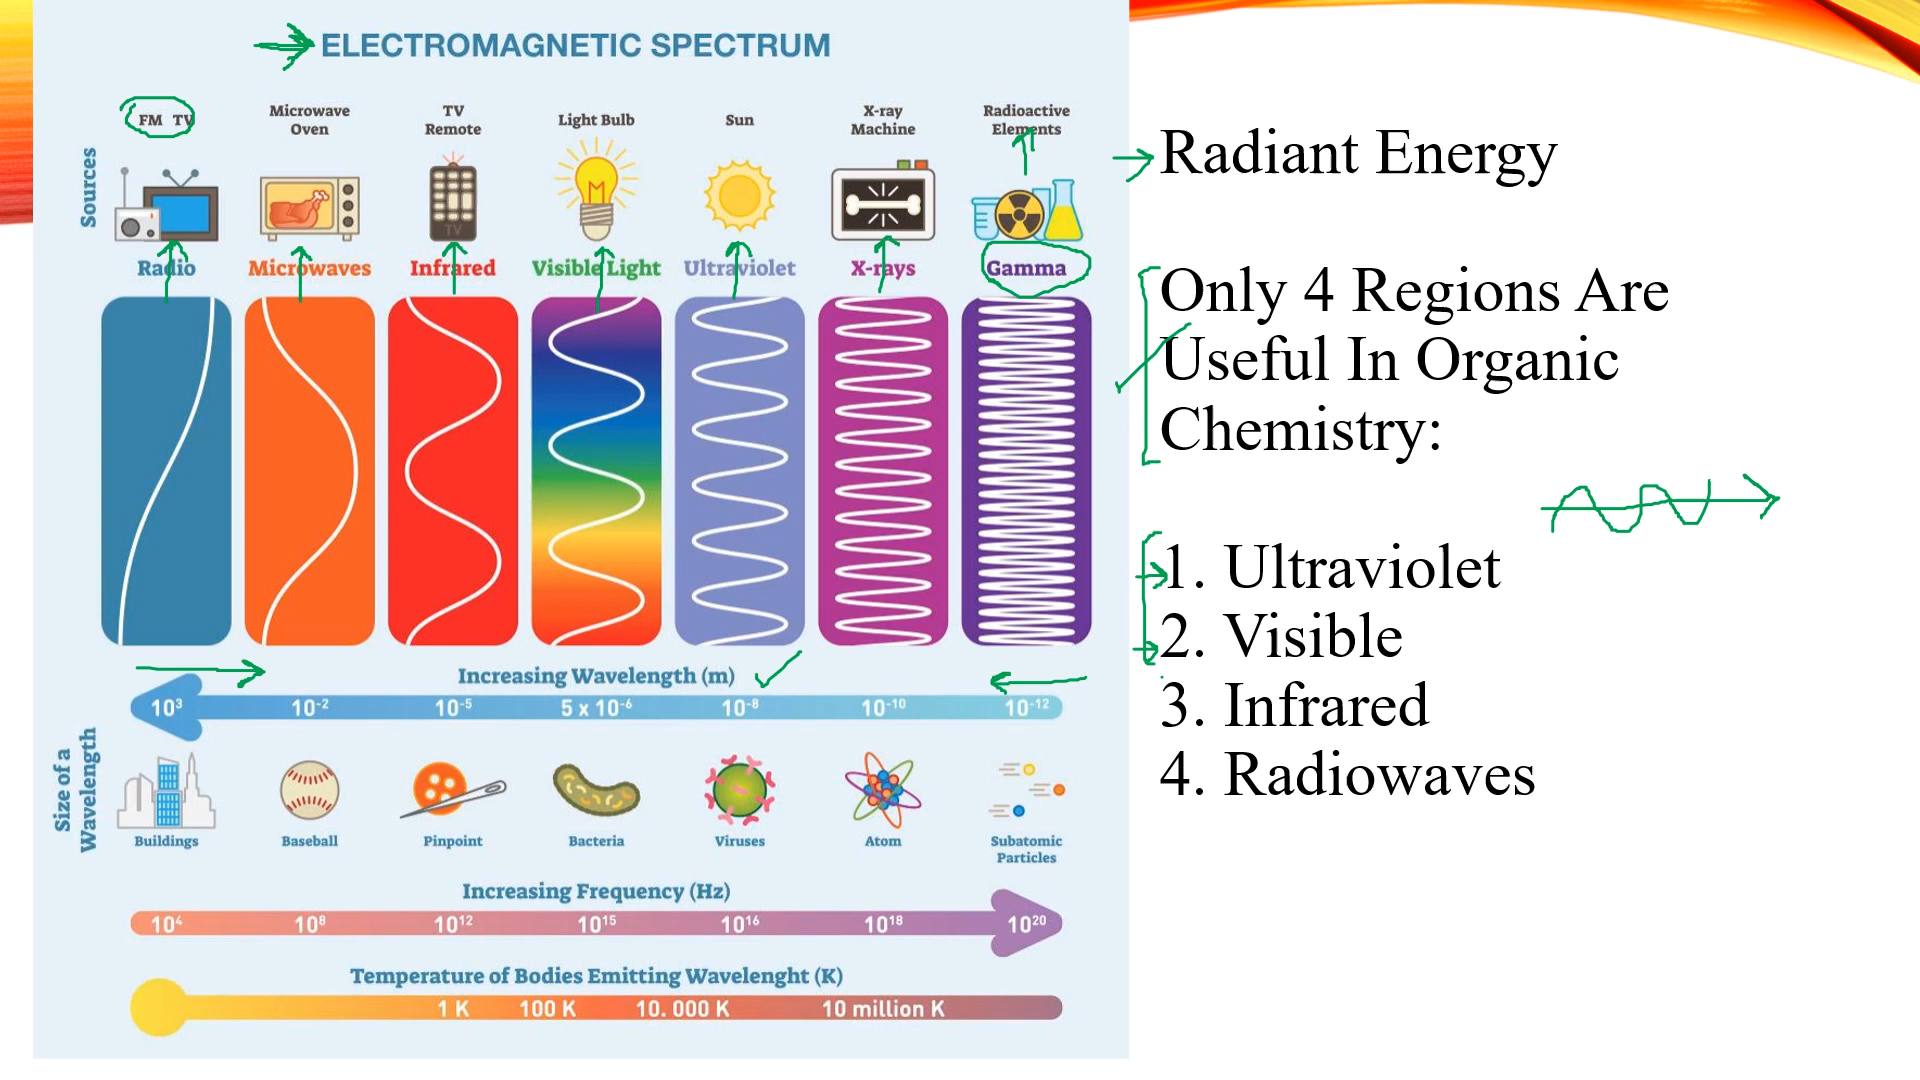 ELECTROMAGNETIC SPECTRUM
Sources
FM TV
Microwave
Oven
TV
Remote
Light Bulb
Sun
X-ray
Machine
Radioactive
Elements
TV
Radio
Microwaves
Infrared
Visible Light
Ultraviolet
X-rays
Gamma
Increasing Wavelength (m)
10³ 10⁻² 10⁻⁵ 5 x 10⁻⁶ 10⁻⁸ 10⁻¹⁰ 10⁻¹²
Size of a
Wavelength
Buildings
Baseball
Pinpoint
Bacteria
Viruses
Atom
Subatomic
Particles
Increasing Frequency (Hz)
10⁴ 10⁸ 10¹² 10¹⁵ 10¹⁶ 10¹⁸ 10²⁰
Temperature of Bodies Emitting Wavelenght (K)
1 K 100 K 10. 000 K 10 million K
Radiant Energy
Only 4 Regions Are
Useful In Organic
Chemistry:
1. Ultraviolet
2. Visible
3. Infrared
4. Radiowaves